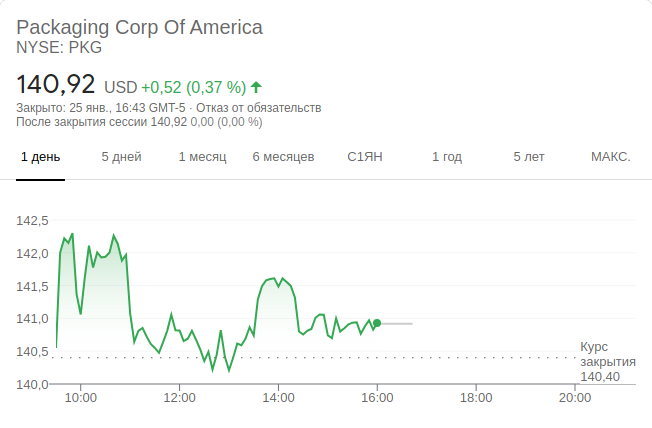 Packaging Corp Of America
NYSE: PKG
140,92 USD +0,52 (0,37 %)
Закрыто: 25 янв., 16:43 GMT-5 · Отказ от обязательств
После закрытия сессии 140,92 0,00 (0,00 %)
1 день 5 дней 1 месяц 6 месяцев С1ЯН 1 год 5 лет МАКС.
142,5
142,0
141,5
141,0
140,5
140,0
Курс
закрытия
140,40
10:00 12:00 14:00 16:00 18:00 20:00